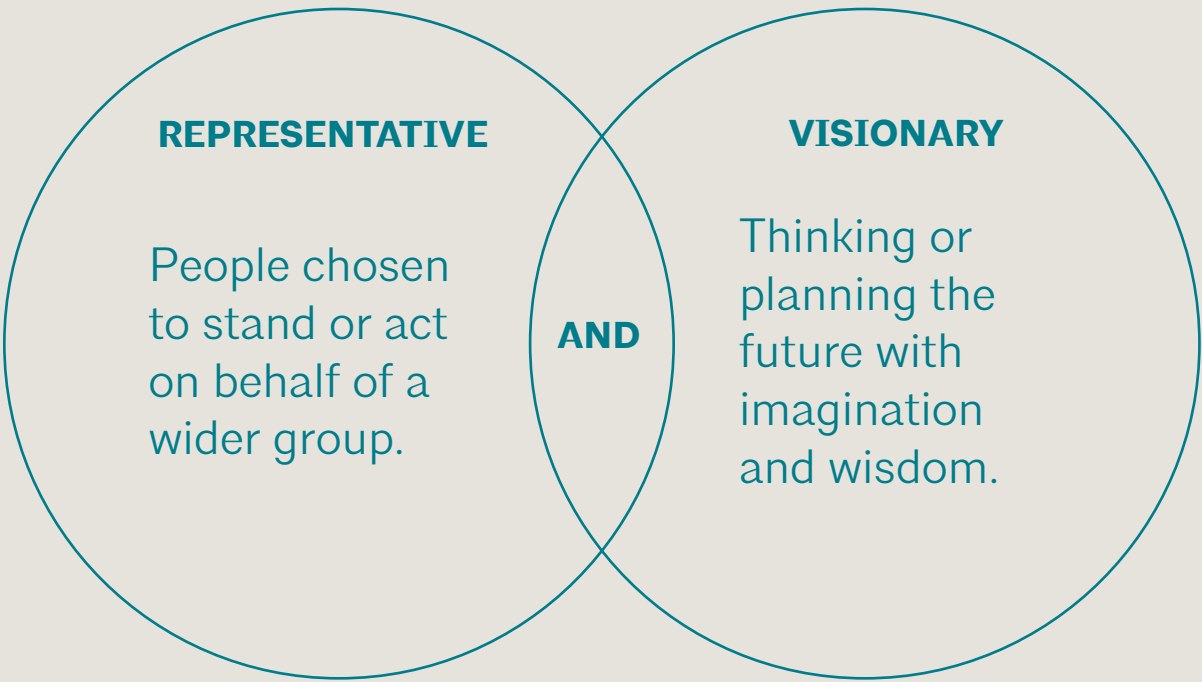 REPRESENTATIVE
People chosen
to stand or act
on behalf of a
wider group.
AND
VISIONARY
Thinking or
planning the
future with
imagination
and wisdom.